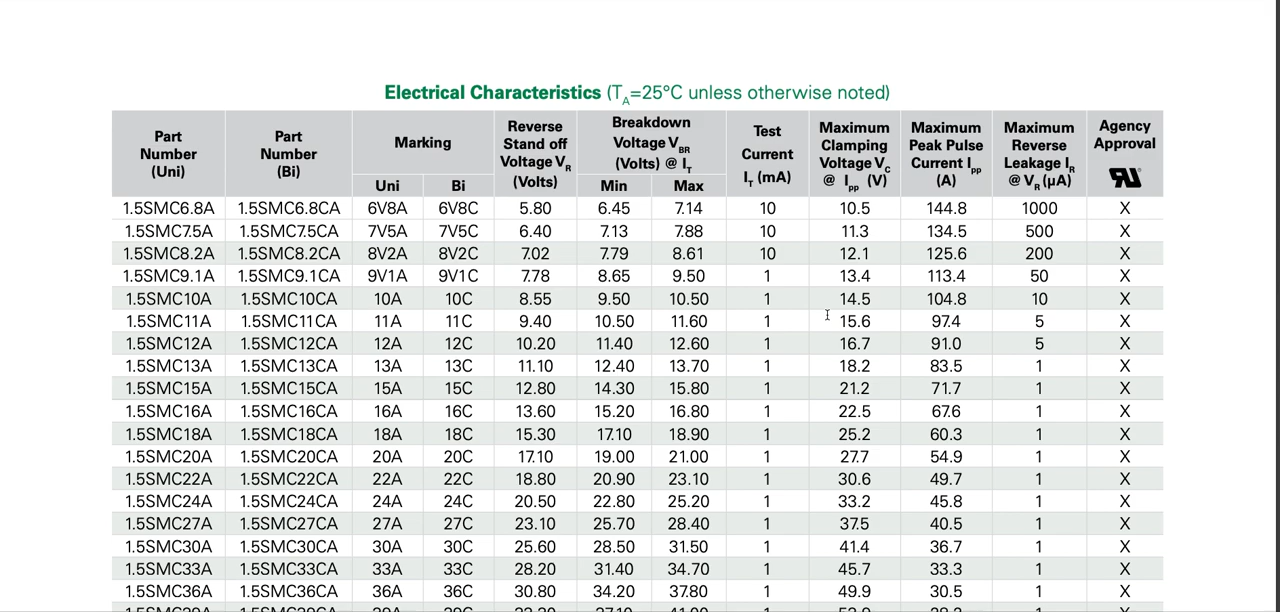 Electrical Characteristics (TA=25°C unless otherwise noted)
Part Number (Uni) Part Number (Bi) Marking Reverse Stand off Voltage VR (Volts) Breakdown Voltage VBR (Volts) @ IT Test Current IT (mA) Maximum Clamping Voltage VC @ Ipp (V) Maximum Peak Pulse Current Ipp (A) Maximum Reverse Leakage IR @ VR (µA) Agency Approval
Uni Bi Min Max
1.5SMC6.8A 1.5SMC6.8CA 6V8A 6V8C 5.80 6.45 7.14 10 10.5 144.8 1000 X
1.5SMC7.5A 1.5SMC7.5CA 7V5A 7V5C 6.40 7.13 7.88 10 11.3 134.5 500 X
1.5SMC8.2A 1.5SMC8.2CA 8V2A 8V2C 7.02 7.79 8.61 10 12.1 125.6 200 X
1.5SMC9.1A 1.5SMC9.1CA 9V1A 9V1C 7.78 8.65 9.50 1 13.4 113.4 50 X
1.5SMC10A 1.5SMC10CA 10A 10C 8.55 9.50 10.50 1 14.5 104.8 10 X
1.5SMC11A 1.5SMC11CA 11A 11C 9.40 10.50 11.60 1 15.6 97.4 5 X
1.5SMC12A 1.5SMC12CA 12A 12C 10.20 11.40 12.60 1 16.7 91.0 5 X
1.5SMC13A 1.5SMC13CA 13A 13C 11.10 12.40 13.70 1 18.2 83.5 1 X
1.5SMC15A 1.5SMC15CA 15A 15C 12.80 14.30 15.80 1 21.2 71.7 1 X
1.5SMC16A 1.5SMC16CA 16A 16C 13.60 15.20 16.80 1 22.5 67.6 1 X
1.5SMC18A 1.5SMC18CA 18A 18C 15.30 17.10 18.90 1 25.2 60.3 1 X
1.5SMC20A 1.5SMC20CA 20A 20C 17.10 19.00 21.00 1 27.7 54.9 1 X
1.5SMC22A 1.5SMC22CA 22A 22C 18.80 20.90 23.10 1 30.6 49.7 1 X
1.5SMC24A 1.5SMC24CA 24A 24C 20.50 22.80 25.20 1 33.2 45.8 1 X
1.5SMC27A 1.5SMC27CA 27A 27C 23.10 25.70 28.40 1 37.5 40.5 1 X
1.5SMC30A 1.5SMC30CA 30A 30C 25.60 28.50 31.50 1 41.4 36.7 1 X
1.5SMC33A 1.5SMC33CA 33A 33C 28.20 31.40 34.70 1 45.7 33.3 1 X
1.5SMC36A 1.5SMC36CA 36A 36C 30.80 34.20 37.80 1 49.9 30.5 1 X